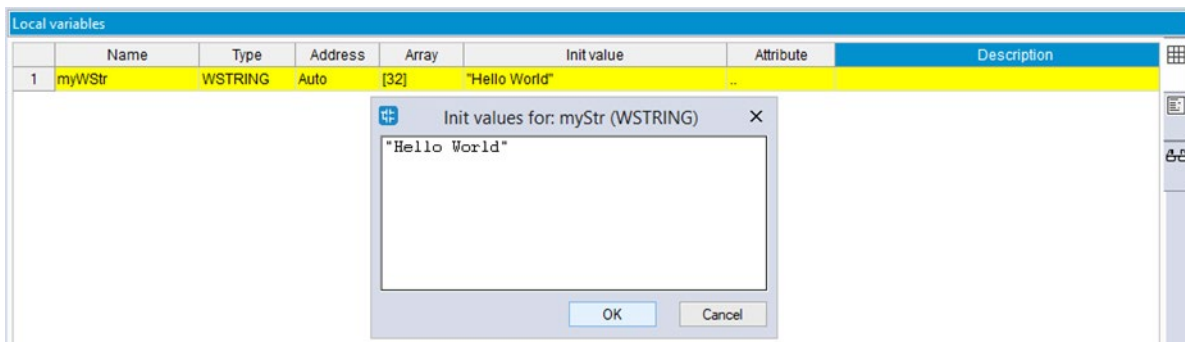 Local variables
Name Type Address Array Init value Attribute Description
1 myWStr WSTRING Auto [32] "Hello World" ..
Init values for: myStr (WSTRING)
"Hello World"
OK Cancel